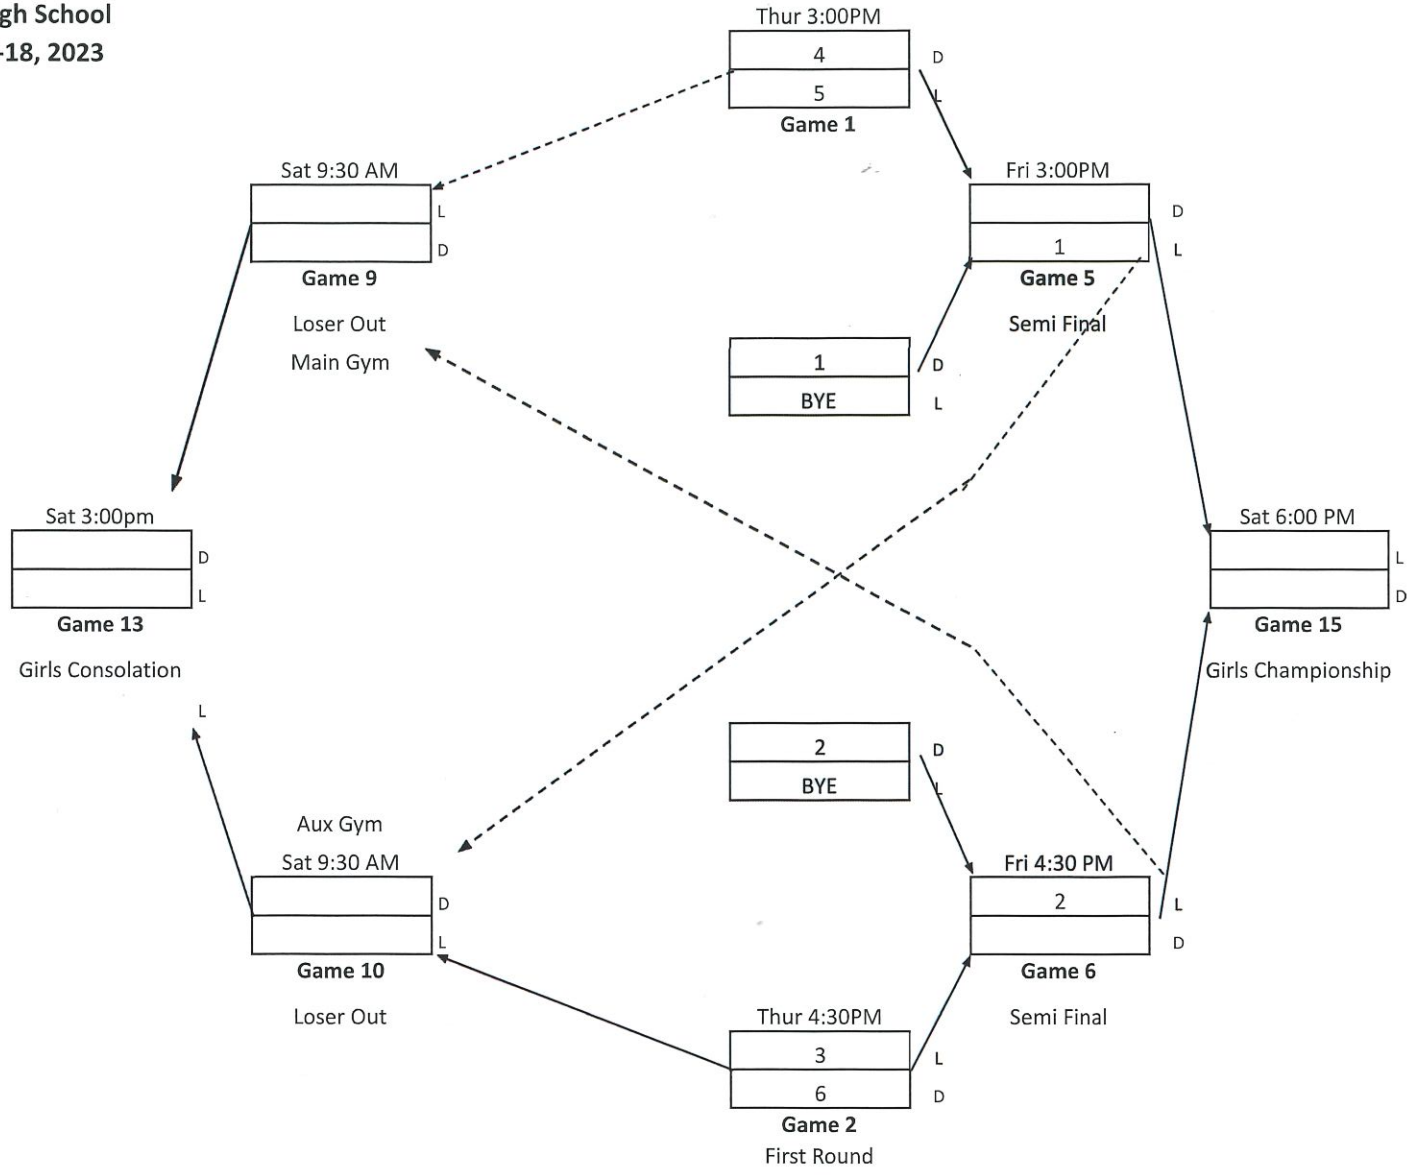 gh School
-18, 2023
Thur 3:00PM
4 D
5 L
Game 1
Sat 9:30 AM
L
D
Game 9
Loser Out
Main Gym
Fri 3:00PM
D
1 L
Game 5
Semi Final
1 D
BYE L
Sat 3:00pm
D
L
Game 13
Girls Consolation
L
Sat 6:00 PM
L
D
Game 15
Girls Championship
2 D
BYE L
Aux Gym
Sat 9:30 AM
D
L
Game 10
Loser Out
Fri 4:30 PM
2 L
D
Game 6
Semi Final
Thur 4:30PM
3 L
6 D
Game 2
First Round